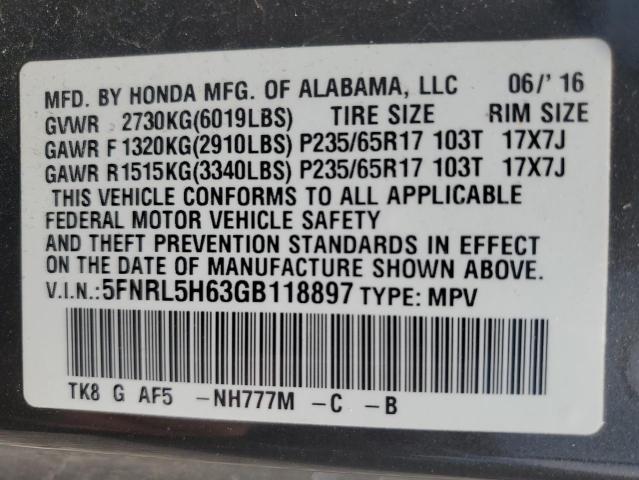 MFD. BY HONDA MFG. OF ALABAMA, LLC 06/'16
GVWR 2730KG(6019LBS) TIRE SIZE RIM SIZE
GAWR F1320KG(2910LBS) P235/65R17 103T 17X7J
GAWR R1515KG(3340LBS) P235/65R17 103T 17X7J
THIS VEHICLE CONFORMS TO ALL APPLICABLE
FEDERAL MOTOR VEHICLE SAFETY
AND THEFT PREVENTION STANDARDS IN EFFECT
ON THE DATE OF MANUFACTURE SHOWN ABOVE.
V.I.N.:5FNRL5H63GB118897 TYPE: MPV
TK8 G AF5 -NH777M -C -B